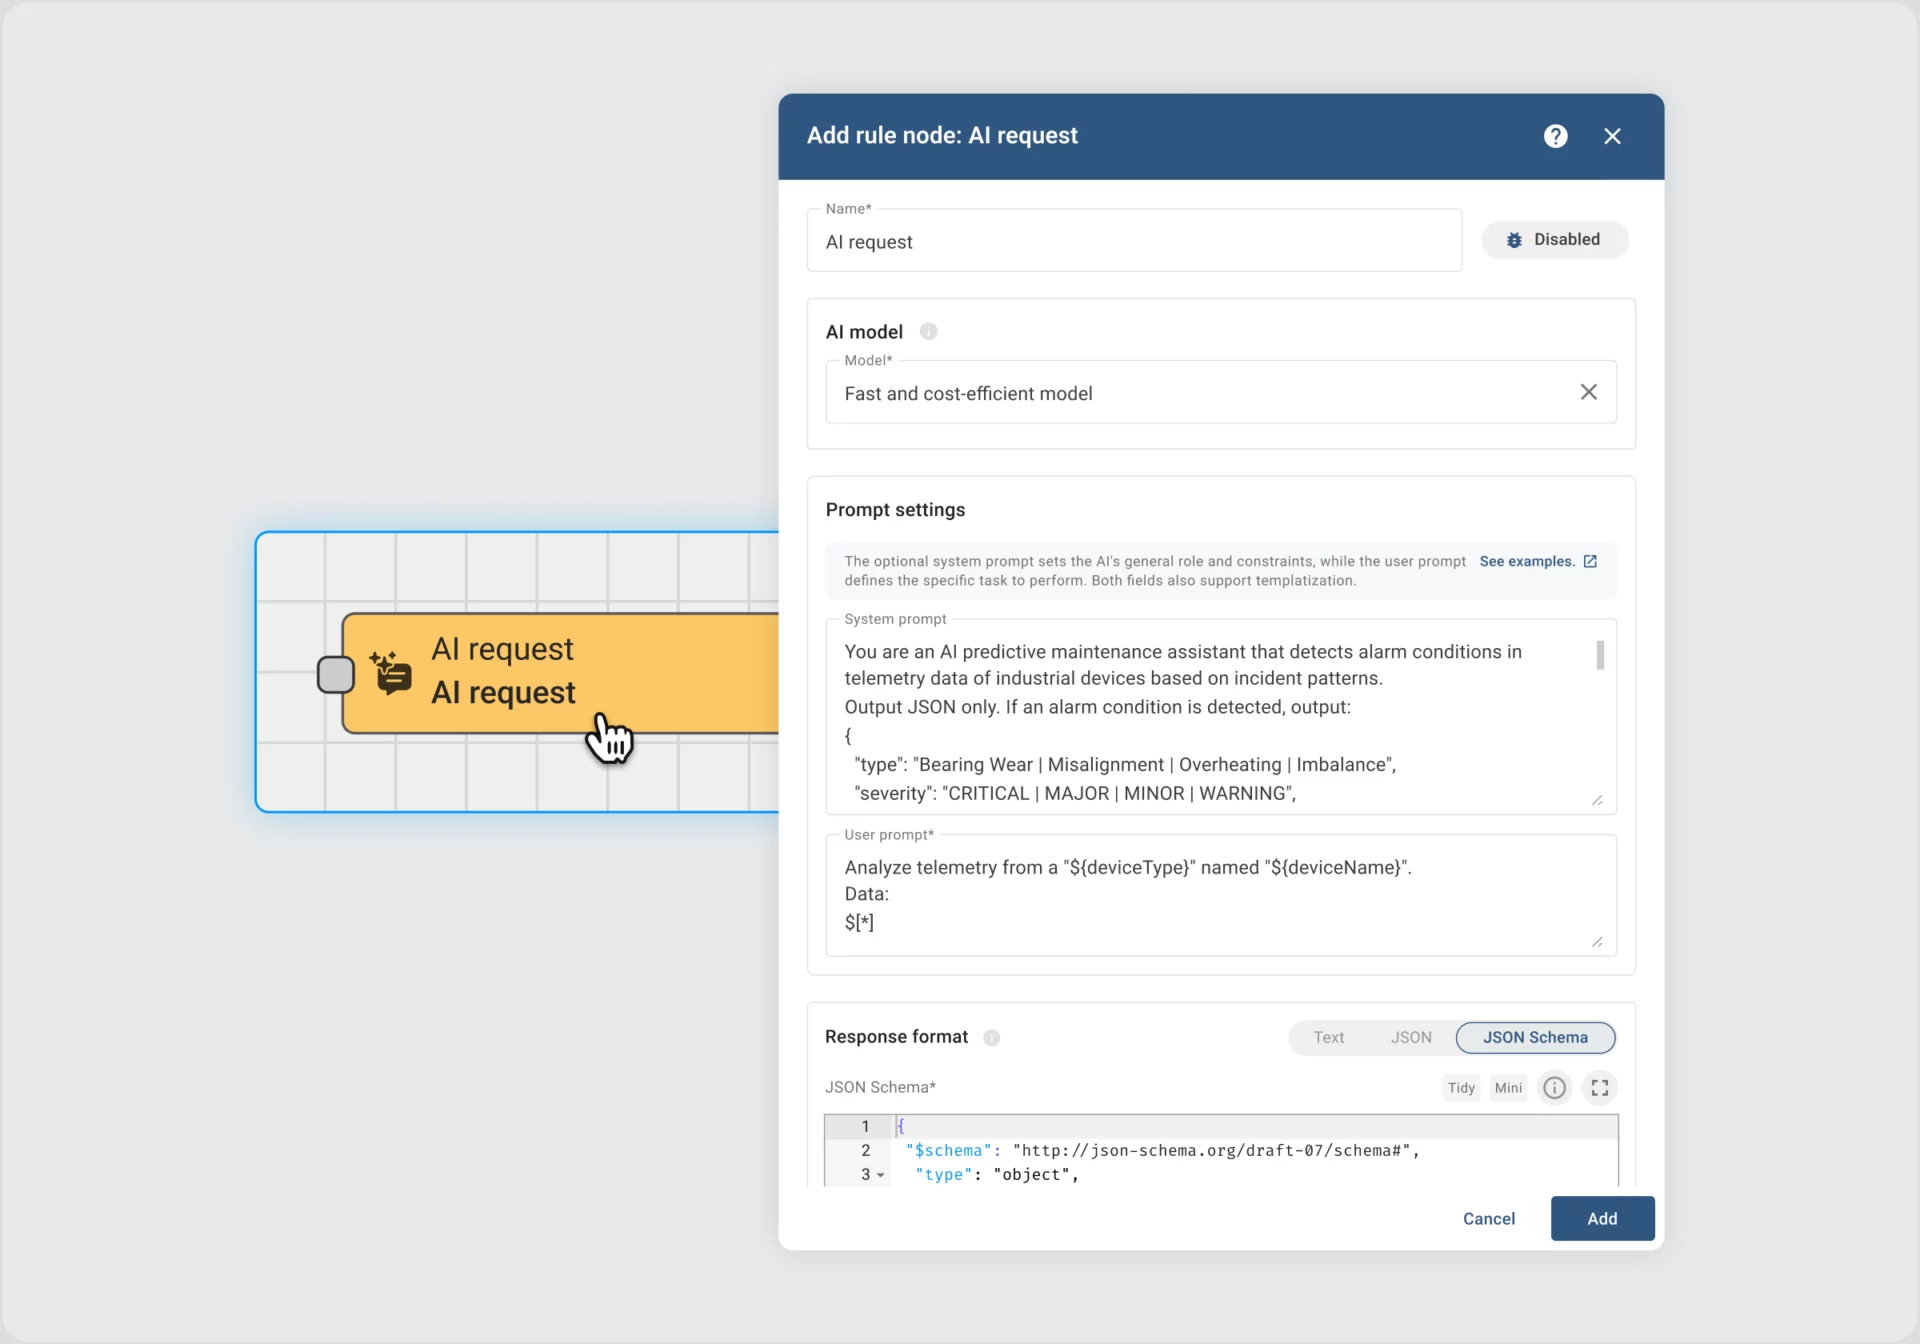 Add rule node: AI request
Name*
AI request
Disabled
AI model
Model*
Fast and cost-efficient model
Prompt settings
The optional system prompt sets the AI's general role and constraints, while the user prompt
defines the specific task to perform. Both fields also support templatization.
See examples.
System prompt
You are an AI predictive maintenance assistant that detects alarm conditions in
telemetry data of industrial devices based on incident patterns.
Output JSON only. If an alarm condition is detected, output:
{
"type": "Bearing Wear | Misalignment | Overheating | Imbalance",
"severity": "CRITICAL | MAJOR | MINOR | WARNING",
User prompt*
Analyze telemetry from a "${deviceType}" named "${deviceName}".
Data:
$[*]
Response format
Text
JSON
JSON Schema
JSON Schema*
Tidy
Mini
1 {
2 "$schema": "http://json-schema.org/draft-07/schema#",
3 "type": "object",
Cancel
Add
AI request
AI request